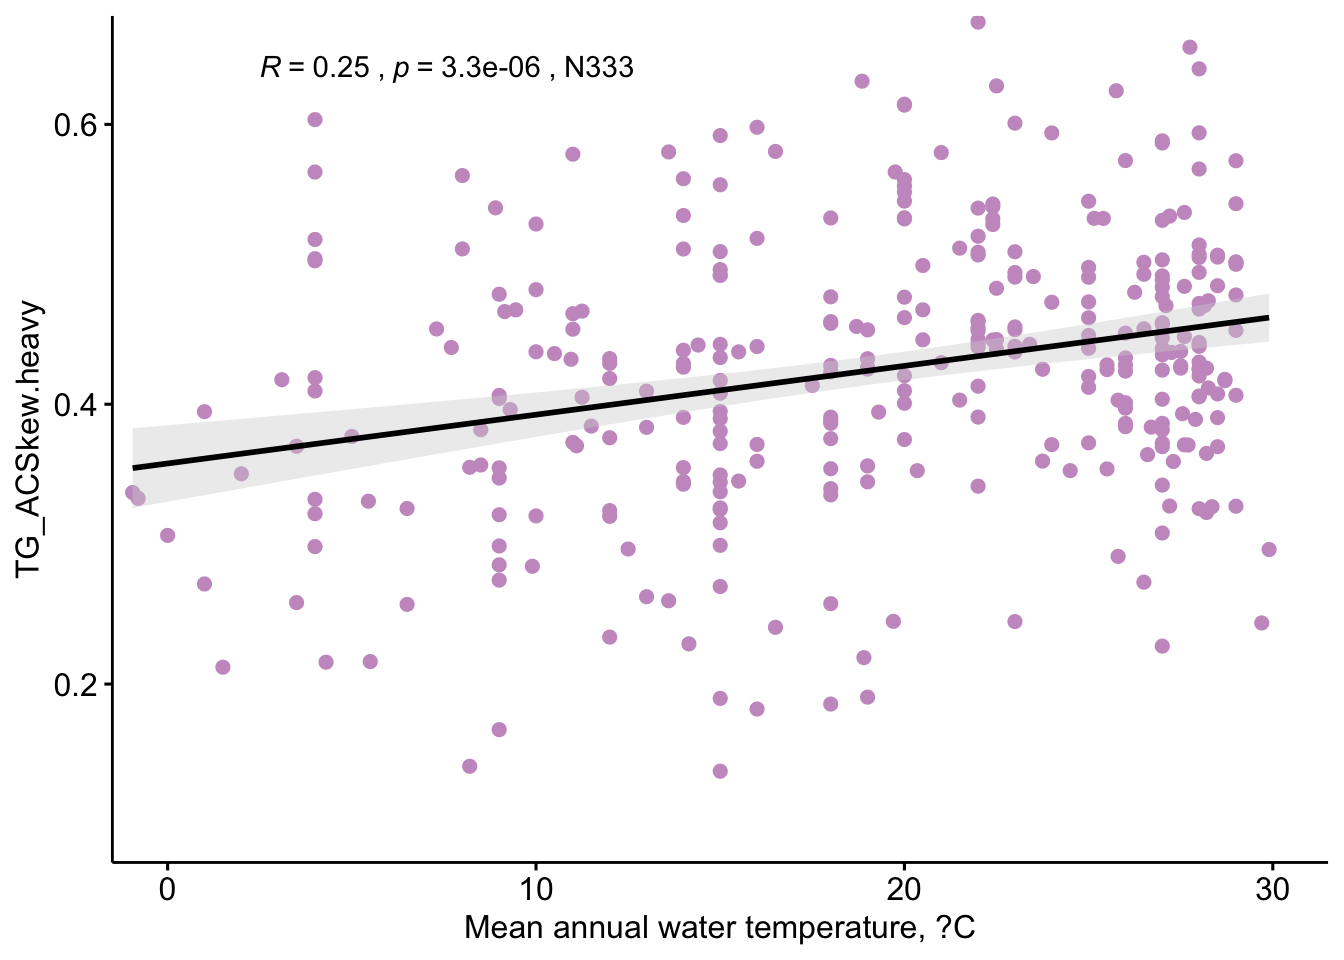 R = 0.25 , p = 3.3e-06 , N333
TG_ACSkew.heavy
0.6
0.4
0.2
0 10 20 30
Mean annual water temperature, ?C